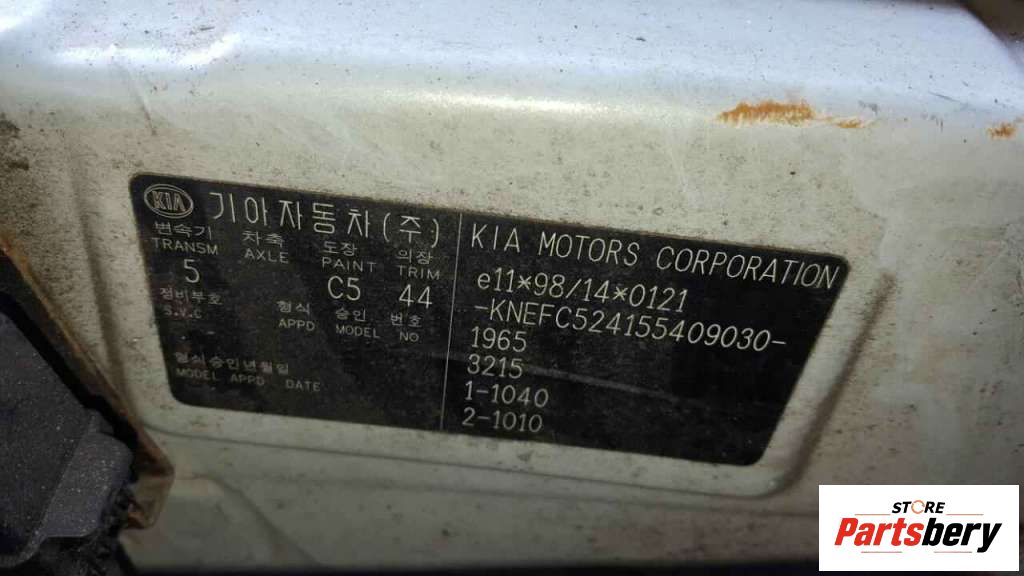 KIA 기아자동차(주)
변속기 차축 도장 의장
TRANSM AXLE PAINT TRIM
5 C5 44
정비부호 형식 승인 번호
S.V.C APPD MODEL NO
형식승인년월일
MODEL APPD DATE
KIA MOTORS CORPORATION
e11*98/14*0121
-KNEFC524155409030-
1965
3215
1-1040
2-1010
STORE
Partsbery